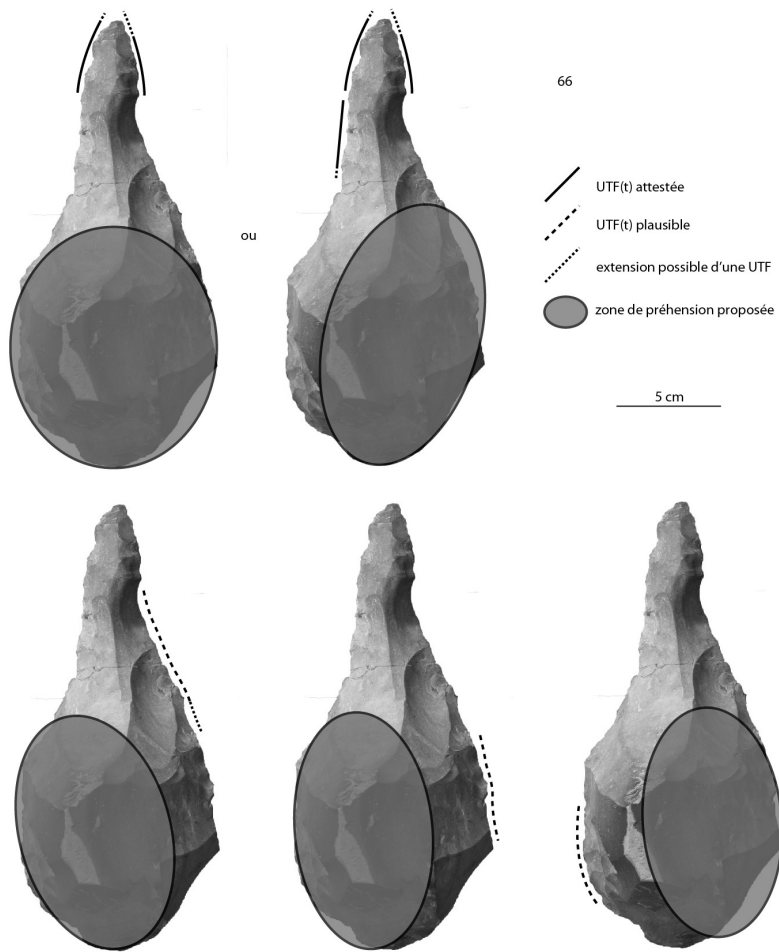 66
UTF(t) attestée
ou
UTF(t) plausible
extension possible d'une UTF
zone de préhension proposée
5 cm